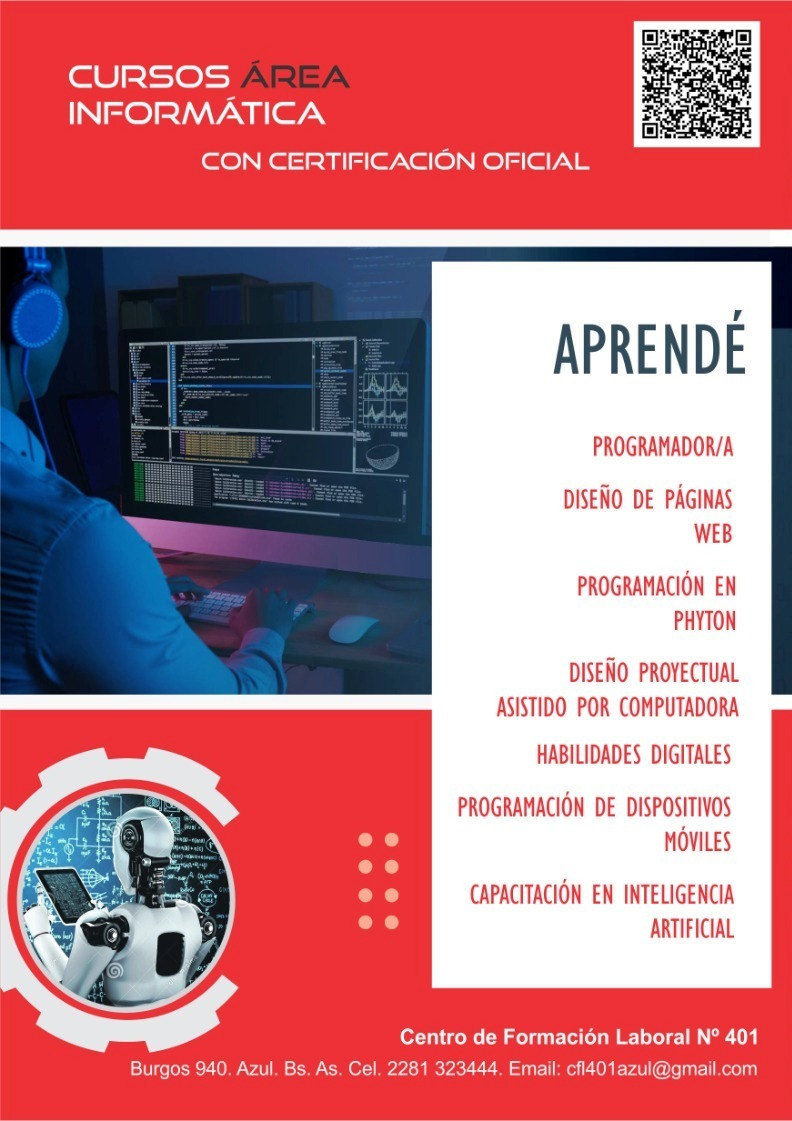 CURSOS ÁREA
INFORMÁTICA
CON CERTIFICACIÓN OFICIAL
APRENDÉ
PROGRAMADOR/A
DISEÑO DE PÁGINAS
WEB
PROGRAMACIÓN EN
PHYTON
DISEÑO PROYECTUAL
ASISTIDO POR COMPUTADORA
HABILIDADES DIGITALES
PROGRAMACIÓN DE DISPOSITIVOS
MÓVILES
CAPACITACIÓN EN INTELIGENCIA
ARTIFICIAL
Centro de Formación Laboral Nº 401
Burgos 940. Azul. Bs. As. Cel. 2281 323444. Email: cfl401azul@gmail.com